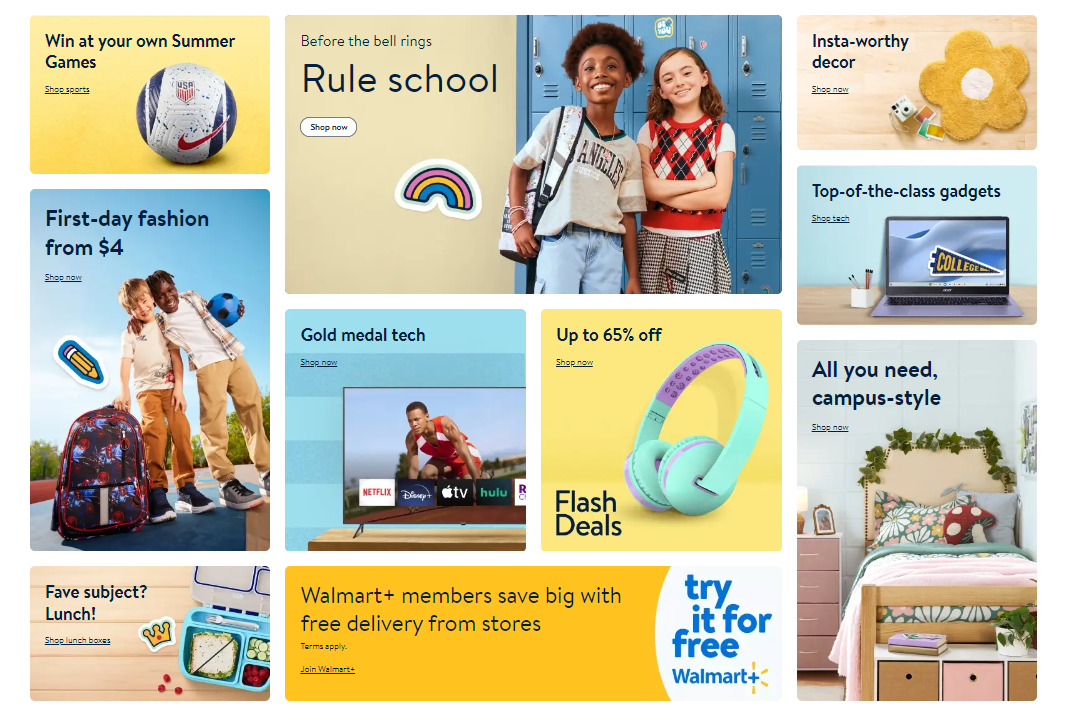 Win at your own Summer
Games
Shop sports
USA
First-day fashion
from $4
Shop now
Fave subject?
Lunch!
Shop lunch boxes
Before the bell rings
Rule school
Shop now
ANGELES
JUSTICE
Gold medal tech
Shop now
NETFLIX
Disney+
tv
hulu
Up to 65% off
Shop now
Flash
Deals
Walmart+ members save big with
free delivery from stores
Terms apply.
Join Walmart+
try
it for
free
Walmart+
Insta-worthy
decor
Shop now
Top-of-the-class gadgets
Shop tech
COLLEGE
acer
All you need,
campus-style
Shop now